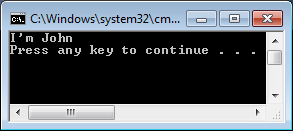 C:\Windows\system32\cm...
I'm John
Press any key to continue . . .